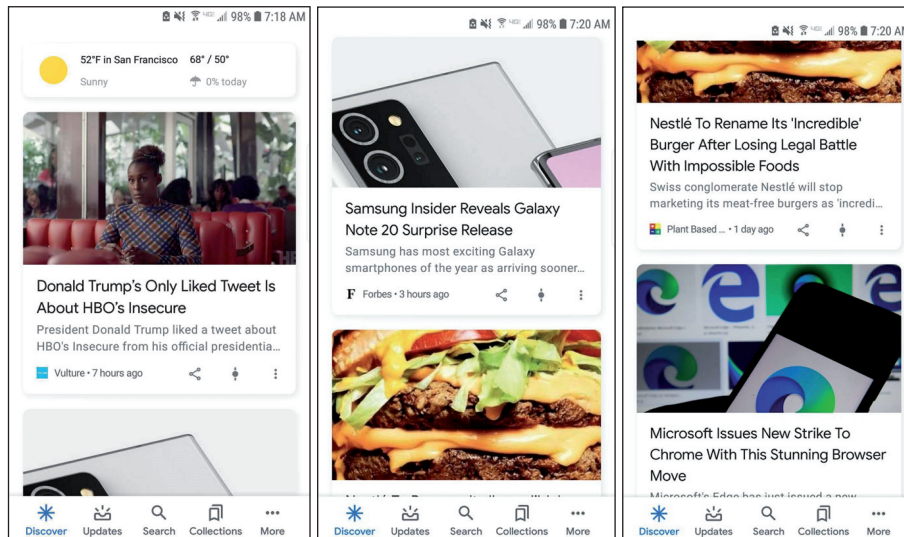 98% 7:18 AM
52°F in San Francisco 68° / 50°
Sunny 0% today
Donald Trump's Only Liked Tweet Is
About HBO's Insecure
President Donald Trump liked a tweet about
HBO's Insecure from his official presidentia...
Vulture • 7 hours ago
Discover Updates Search Collections More
98% 7:20 AM
Samsung Insider Reveals Galaxy
Note 20 Surprise Release
Samsung has most exciting Galaxy
smartphones of the year as arriving sooner...
F Forbes • 3 hours ago
Discover Updates Search Collections More
98% 7:20 AM
Nestlé To Rename Its 'Incredible'
Burger After Losing Legal Battle
With Impossible Foods
Swiss conglomerate Nestlé will stop
marketing its meat-free burgers as 'incredi...
Plant Based ... • 1 day ago
Microsoft Issues New Strike To
Chrome With This Stunning Browser
Move
Microsoft's Edge has just issued a new
Discover Updates Search Collections More